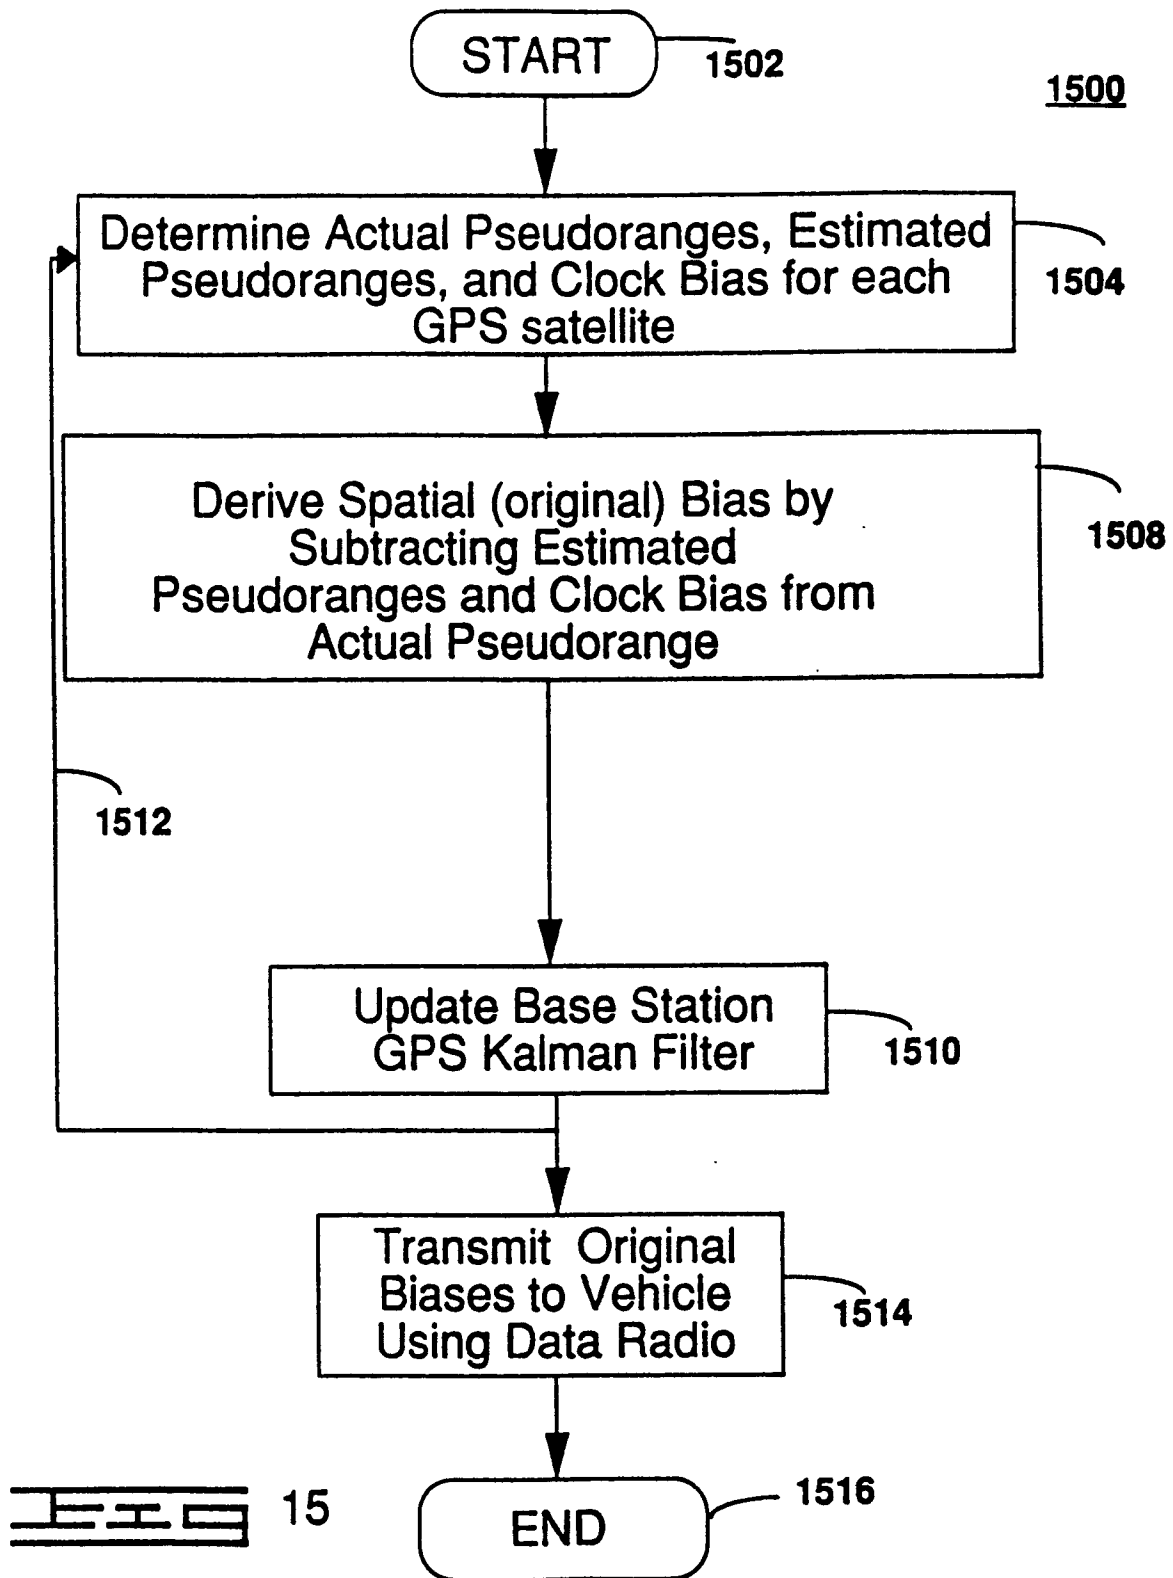 START
1502
1500
Determine Actual Pseudoranges, Estimated
Pseudoranges, and Clock Bias for each
GPS satellite
1504
Derive Spatial (original) Bias by
Subtracting Estimated
Pseudoranges and Clock Bias from
Actual Pseudorange
1508
1512
Update Base Station
GPS Kalman Filter
1510
Transmit Original
Biases to Vehicle
Using Data Radio
1514
END
1516
FIG 15